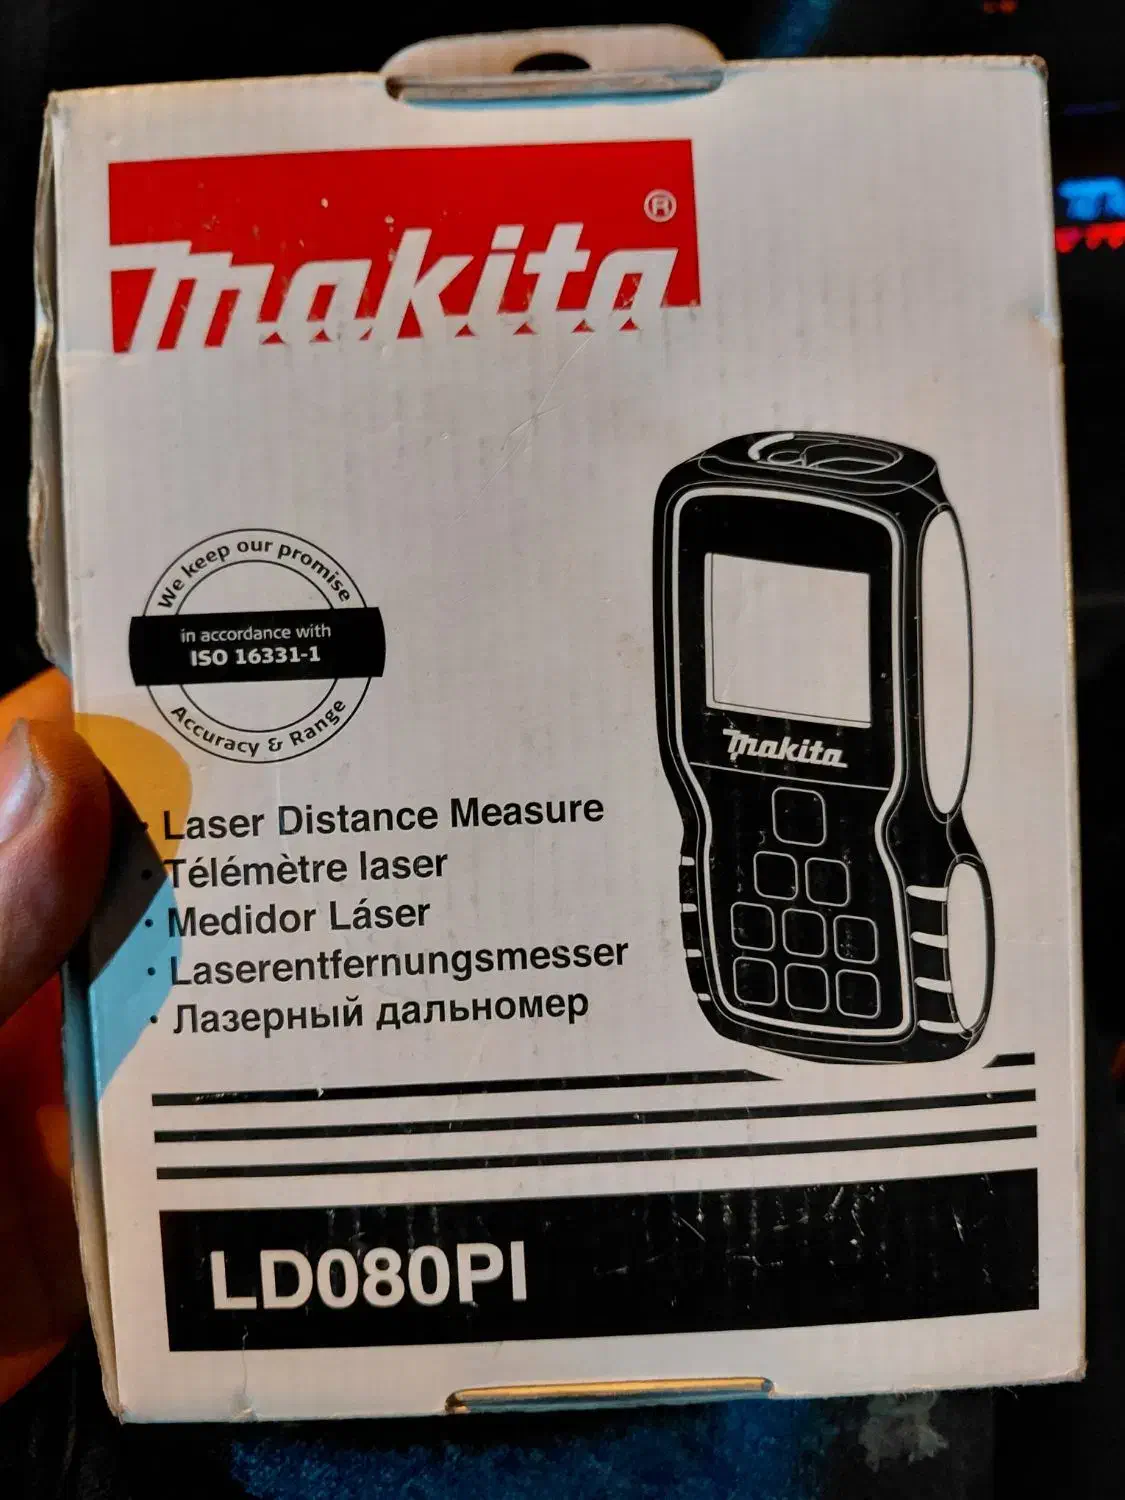 makita®
We keep our promise
in accordance with
ISO 16331-1
Accuracy & Range
makita
• Laser Distance Measure
• Télémètre laser
• Medidor Láser
• Laserentfernungsmesser
• Лазерный дальномер
LD080PI